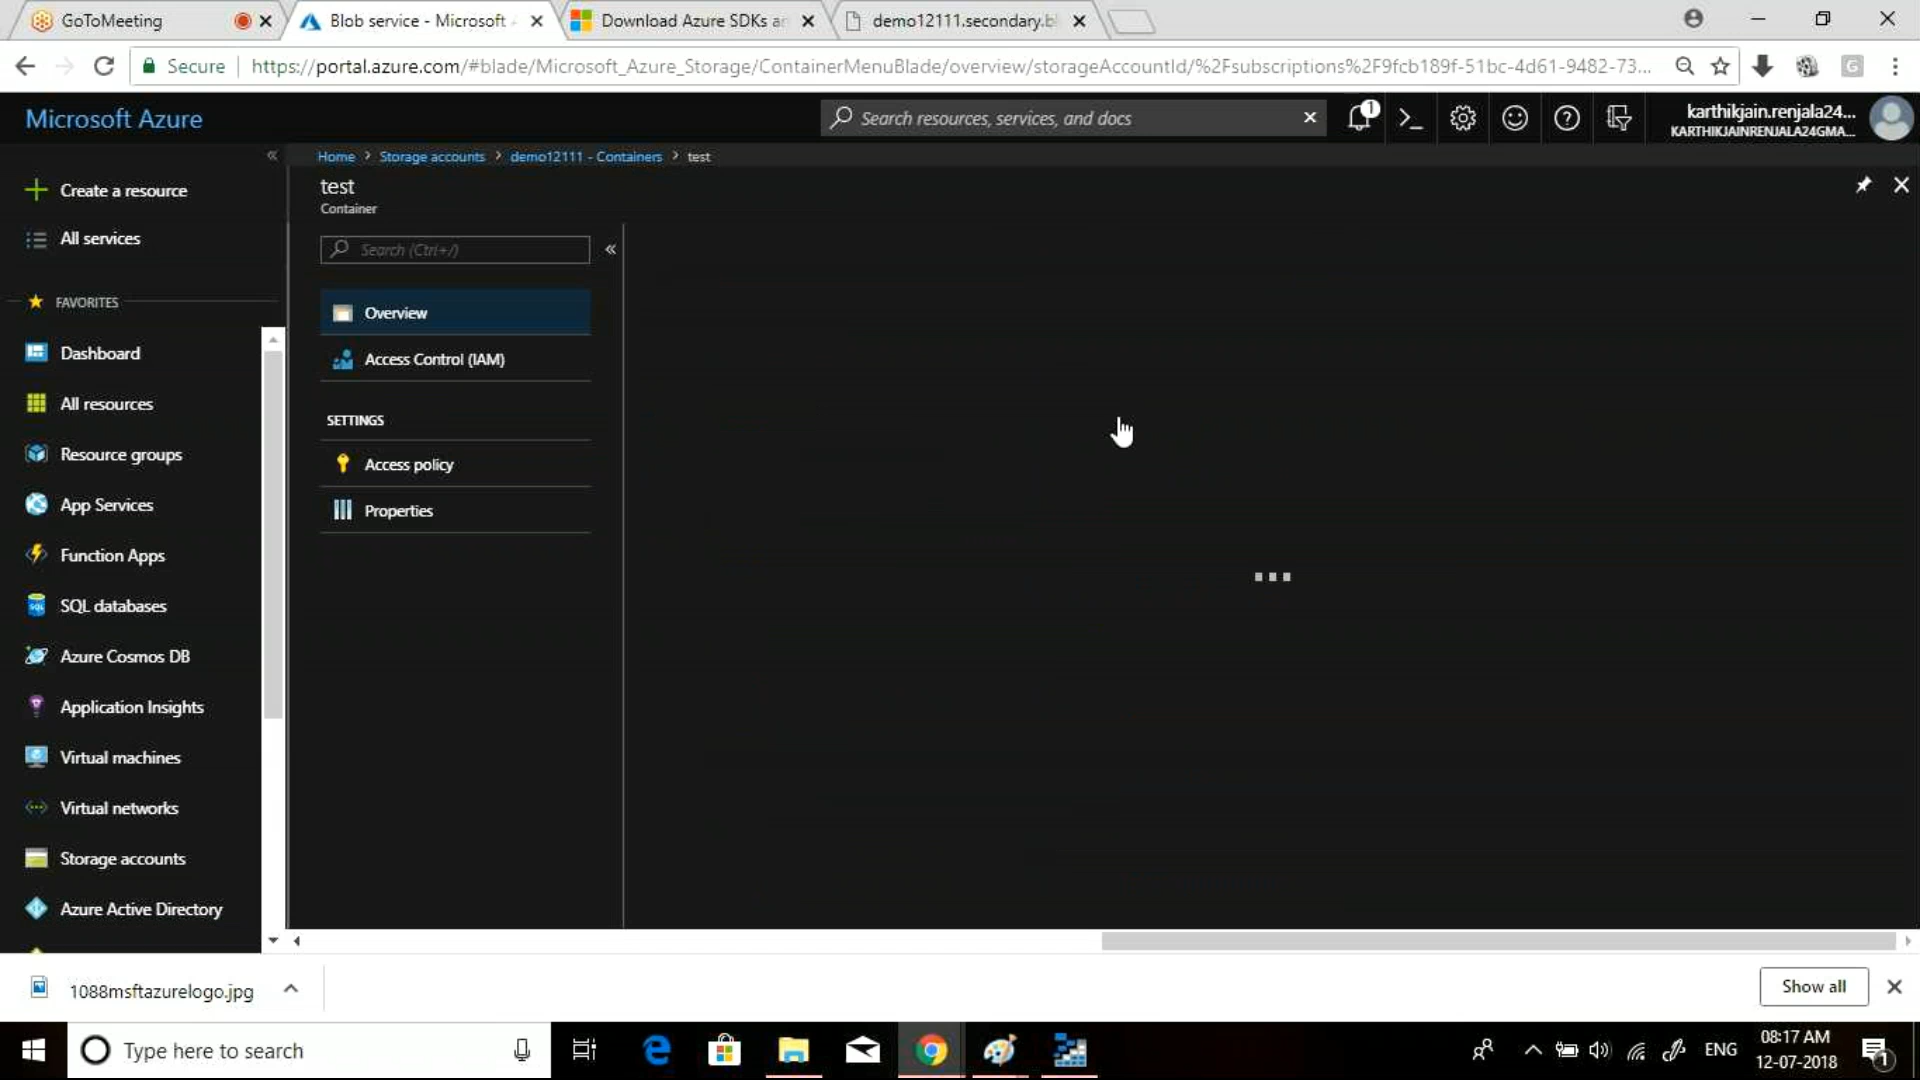 GoToMeeting
Blob service - Microsoft
Download Azure SDKs an
demo12111.secondary.bl
Secure
https://portal.azure.com/#blade/Microsoft_Azure_Storage/ContainerMenuBlade/overview/storageAccountId/%2Fsubscriptions%2F9fcb189f-51bc-4d61-9482-73...
G
Microsoft Azure
Search resources, services, and docs
1
karthikjain.renjala24...
KARTHIKJAINRENJALA24GMA...
Home > Storage accounts > demo12111 - Containers > test
test
Container
Search (Ctrl+/)
Overview
Access Control (IAM)
SETTINGS
Access policy
Properties
Create a resource
All services
FAVORITES
Dashboard
All resources
Resource groups
App Services
Function Apps
SQL databases
Azure Cosmos DB
Application Insights
Virtual machines
Virtual networks
Storage accounts
Azure Active Directory
1088msftazurelogo.jpg
Show all
Type here to search
ENG
08:17 AM
12-07-2018
1